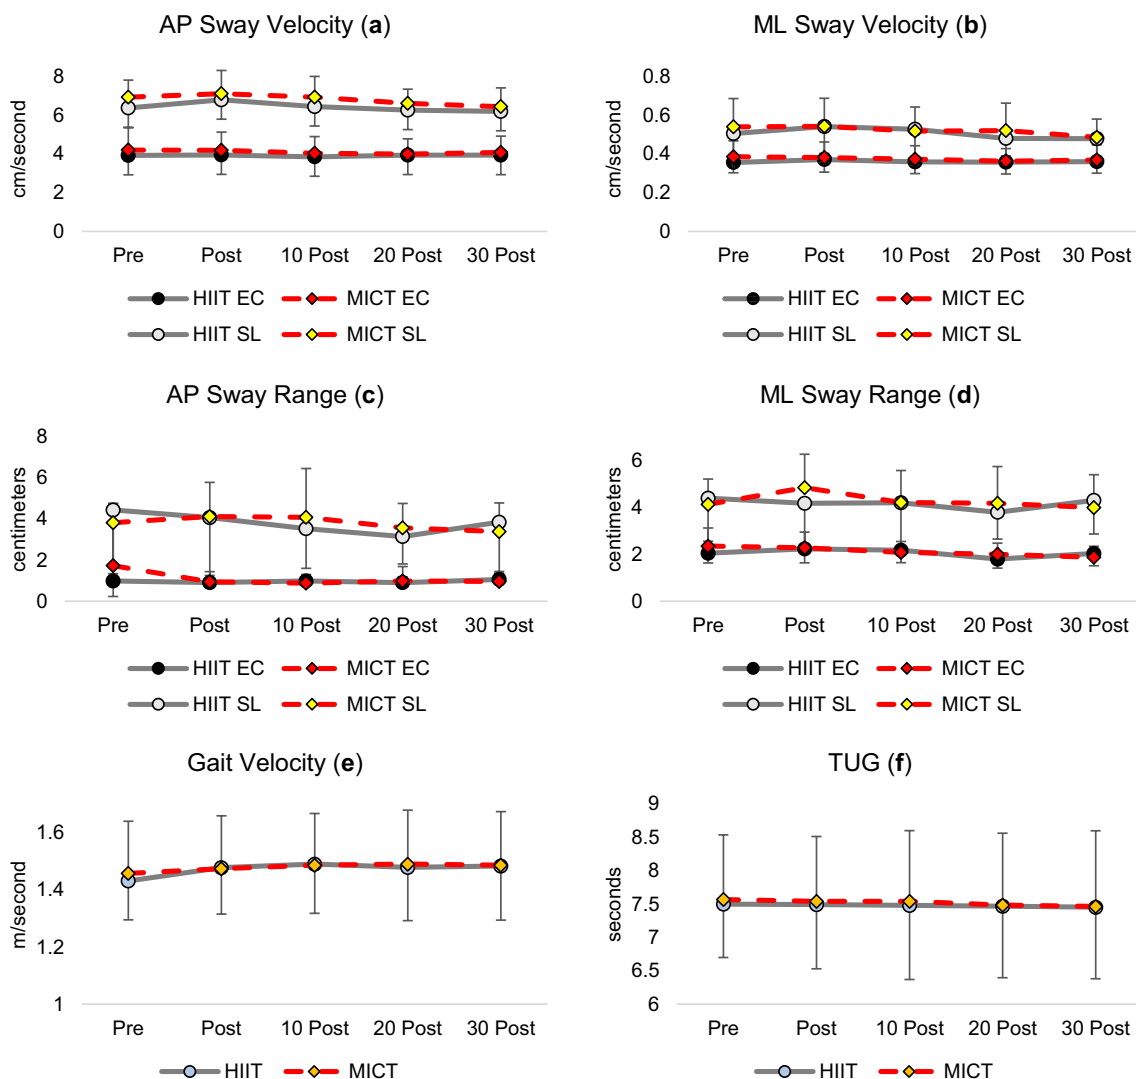 AP Sway Velocity (a)
cm/second
8
6
4
2
0
Pre Post 10 Post 20 Post 30 Post
HIIT EC MICT EC
HIIT SL MICT SL
ML Sway Velocity (b)
cm/second
0.8
0.6
0.4
0.2
0
Pre Post 10 Post 20 Post 30 Post
HIIT EC MICT EC
HIIT SL MICT SL
AP Sway Range (c)
centimeters
8
6
4
2
0
Pre Post 10 Post 20 Post 30 Post
HIIT EC MICT EC
HIIT SL MICT SL
ML Sway Range (d)
centimeters
6
4
2
0
Pre Post 10 Post 20 Post 30 Post
HIIT EC MICT EC
HIIT SL MICT SL
Gait Velocity (e)
m/second
1.6
1.4
1.2
1
Pre Post 10 Post 20 Post 30 Post
HIIT MICT
TUG (f)
seconds
9
8.5
8
7.5
7
6.5
6
Pre Post 10 Post 20 Post 30 Post
HIIT MICT